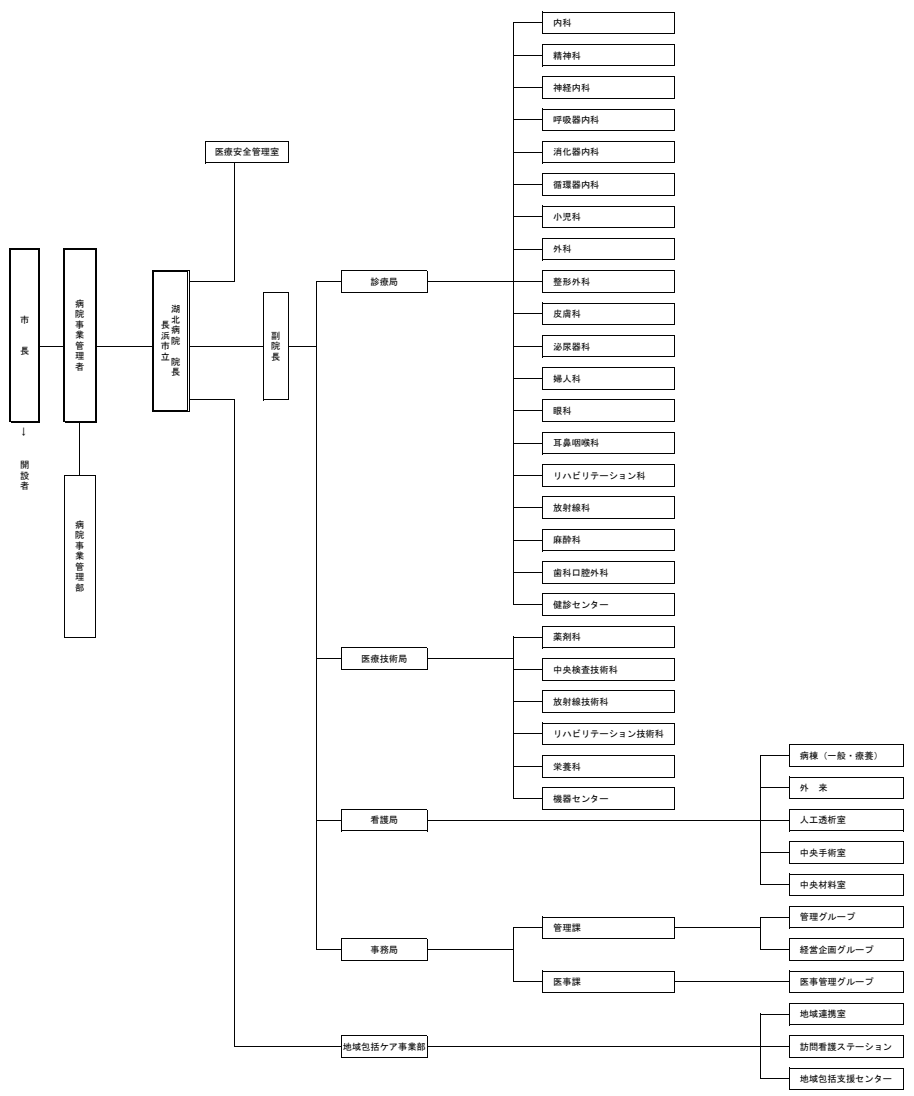 市　長
↓
開設者
病院事業管理者
病院事業管理部
長浜市立
湖北病院　院長
医療安全管理室
副院長
診療局
内科
精神科
神経内科
呼吸器内科
消化器内科
循環器内科
小児科
外科
整形外科
皮膚科
泌尿器科
婦人科
眼科
耳鼻咽喉科
リハビリテーション科
放射線科
麻酔科
歯科口腔外科
健診センター
医療技術局
薬剤科
中央検査技術科
放射線技術科
リハビリテーション技術科
栄養科
機器センター
看護局
病棟（一般・療養）
外　来
人工透析室
中央手術室
中央材料室
事務局
管理課
管理グループ
経営企画グループ
医事課
医事管理グループ
地域包括ケア事業部
地域連携室
訪問看護ステーション
地域包括支援センター